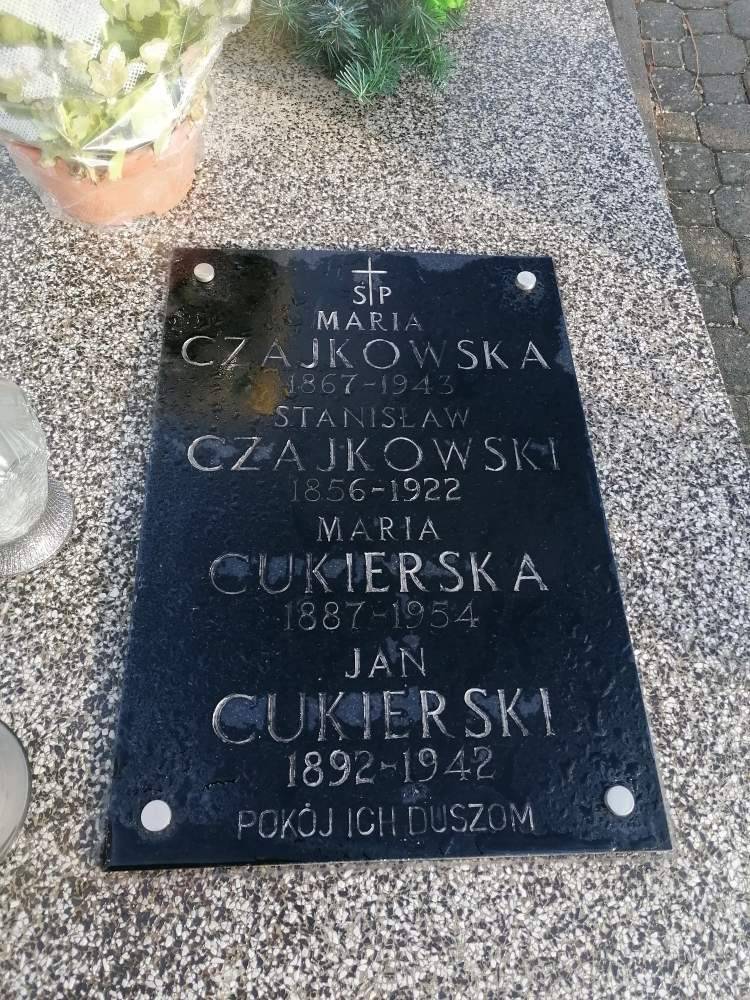 ŚP
MARIA
CZAJKOWSKA
1867-1943
STANISŁAW
CZAJKOWSKI
1856-1922
MARIA
CUKIERSKA
1887-1954
JAN
CUKIERSKI
1892-1942
POKÓJ ICH DUSZOM